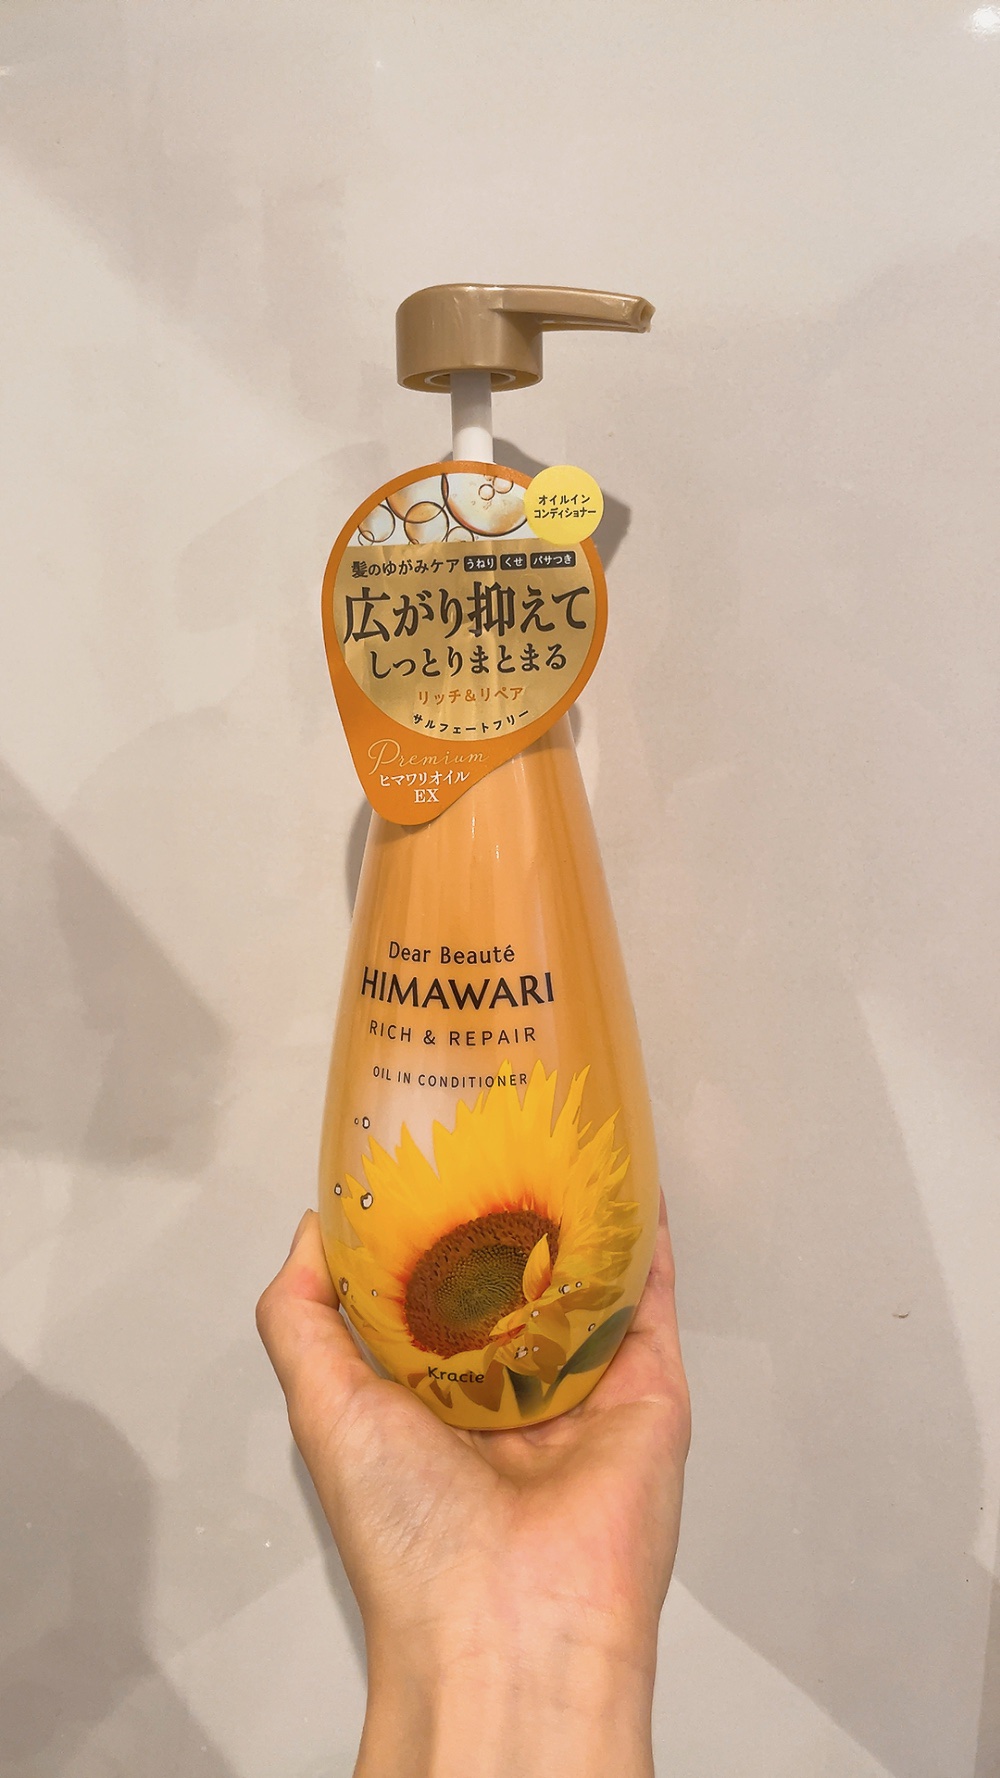 オイルイン
コンディショナー
髪のゆがみケア うねり くせ パサつき
広がり抑えて
しっとりまとまる
リッチ&リペア
サルフェートフリー
Premium
ヒマワリオイル
EX
Dear Beauté
HIMAWARI
RICH & REPAIR
OIL IN CONDITIONER
Kracie